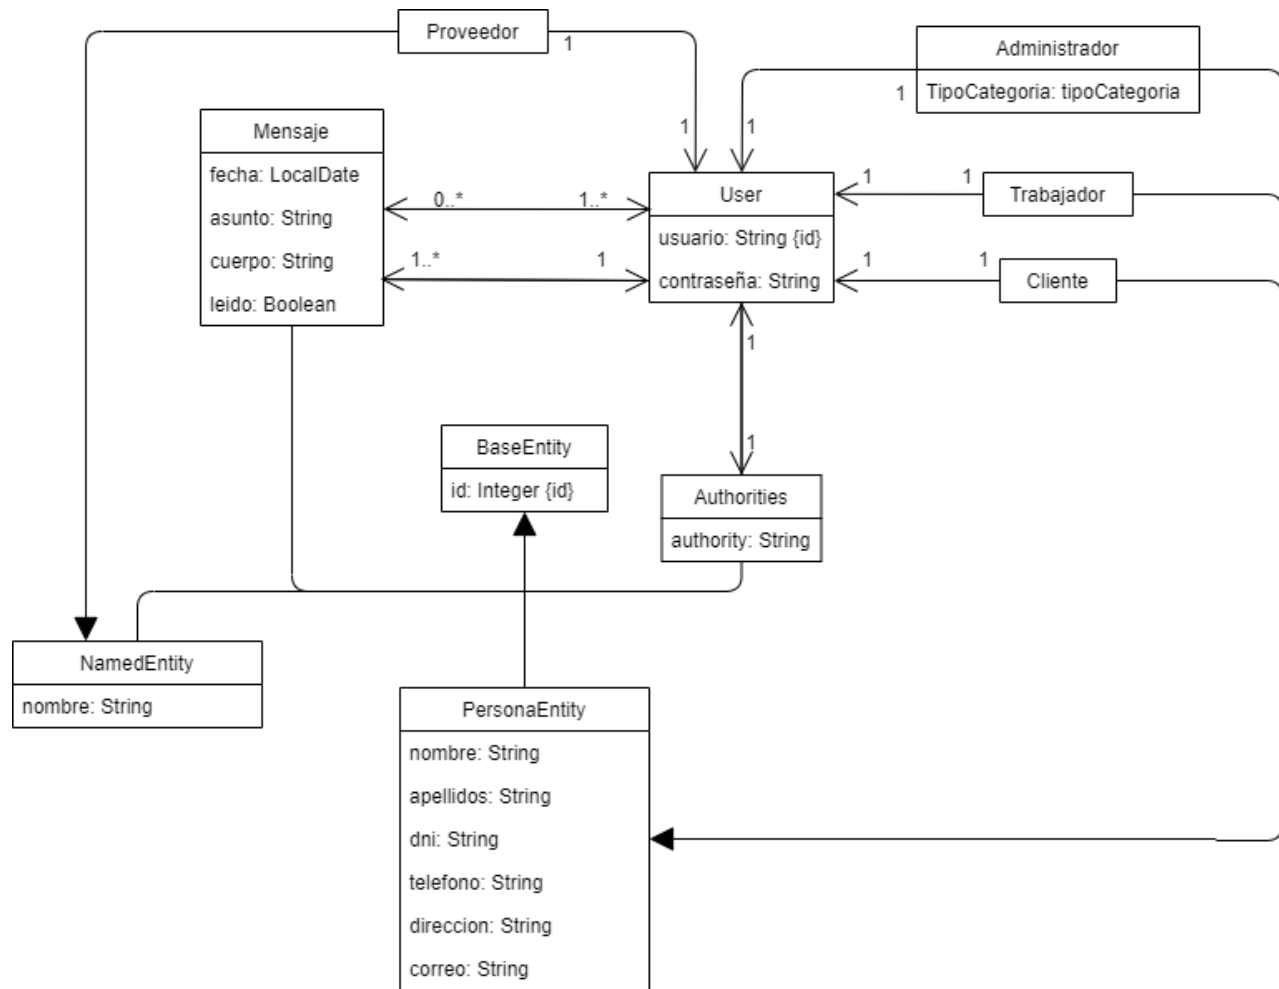 Proveedor
1
1
Administrador
TipoCategoria: tipoCategoria
1
1
Mensaje
fecha: LocalDate
asunto: String
cuerpo: String
leido: Boolean
0..*
1..*
1..*
1
User
usuario: String {id}
contraseña: String
1
1
Trabajador
1
1
Cliente
1
1
BaseEntity
id: Integer {id}
Authorities
authority: String
NamedEntity
nombre: String
PersonaEntity
nombre: String
apellidos: String
dni: String
telefono: String
direccion: String
correo: String